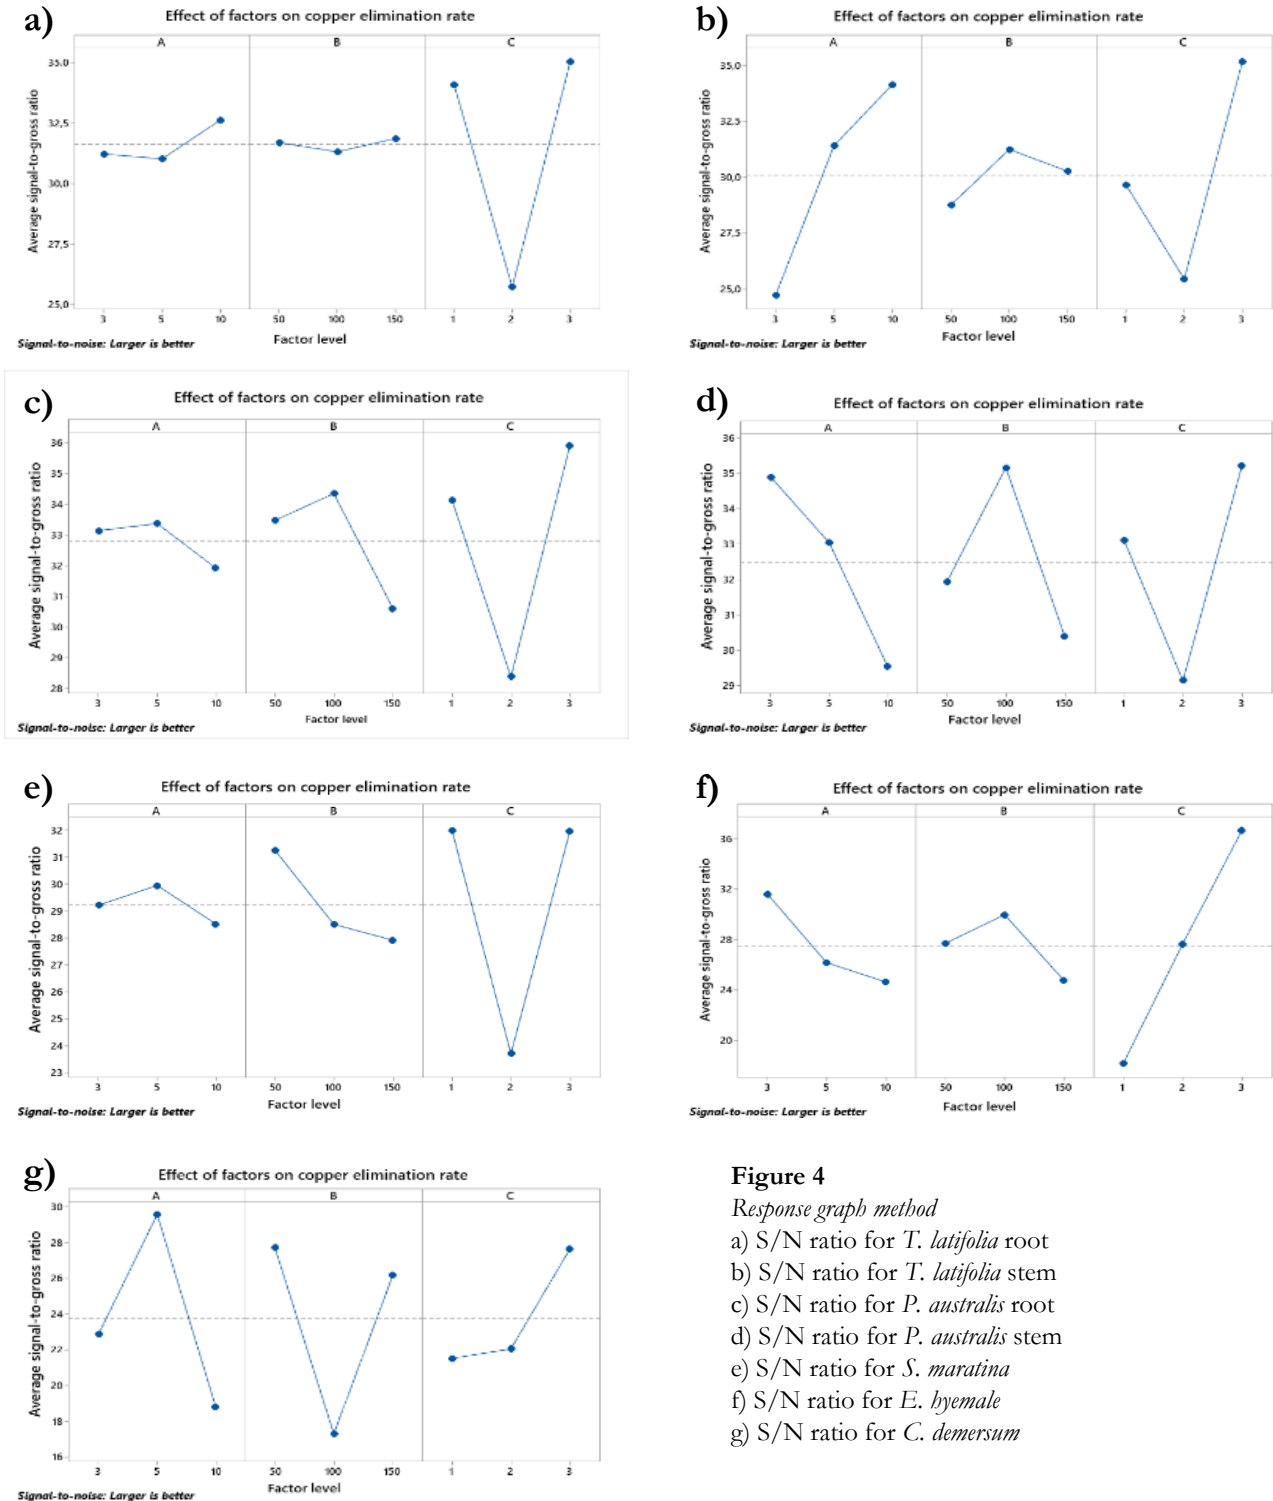 a)
Effect of factors on copper elimination rate
A B C
Average signal-to-gross ratio
35,0
32,5
30,0
27,5
25,0
3 5 10 50 100 150 1 2 3
Factor level
Signal-to-noise: Larger is better
b)
Effect of factors on copper elimination rate
A B C
Average signal-to-gross ratio
35,0
32,5
30,0
27,5
25,0
3 5 10 50 100 150 1 2 3
Factor level
Signal-to-noise: Larger is better
c)
Effect of factors on copper elimination rate
A B C
Average signal-to-gross ratio
36
35
34
33
32
31
30
29
28
3 5 10 50 100 150 1 2 3
Factor level
Signal-to-noise: Larger is better
d)
Effect of factors on copper elimination rate
A B C
Average signal-to-gross ratio
36
35
34
33
32
31
30
29
3 5 10 50 100 150 1 2 3
Factor level
Signal-to-noise: Larger is better
e)
Effect of factors on copper elimination rate
A B C
Average signal-to-gross ratio
32
31
30
29
28
27
26
25
24
23
3 5 10 50 100 150 1 2 3
Factor level
Signal-to-noise: Larger is better
f)
Effect of factors on copper elimination rate
A B C
Average signal-to-gross ratio
36
32
28
24
20
3 5 10 50 100 150 1 2 3
Factor level
Signal-to-noise: Larger is better
g)
Effect of factors on copper elimination rate
A B C
Average signal-to-gross ratio
30
28
26
24
22
20
18
16
3 5 10 50 100 150 1 2 3
Factor level
Signal-to-noise: Larger is better
Figure 4
Response graph method
a) S/N ratio for T. latifolia root
b) S/N ratio for T. latifolia stem
c) S/N ratio for P. australis root
d) S/N ratio for P. australis stem
e) S/N ratio for S. maratina
f) S/N ratio for E. hyemale
g) S/N ratio for C. demersum